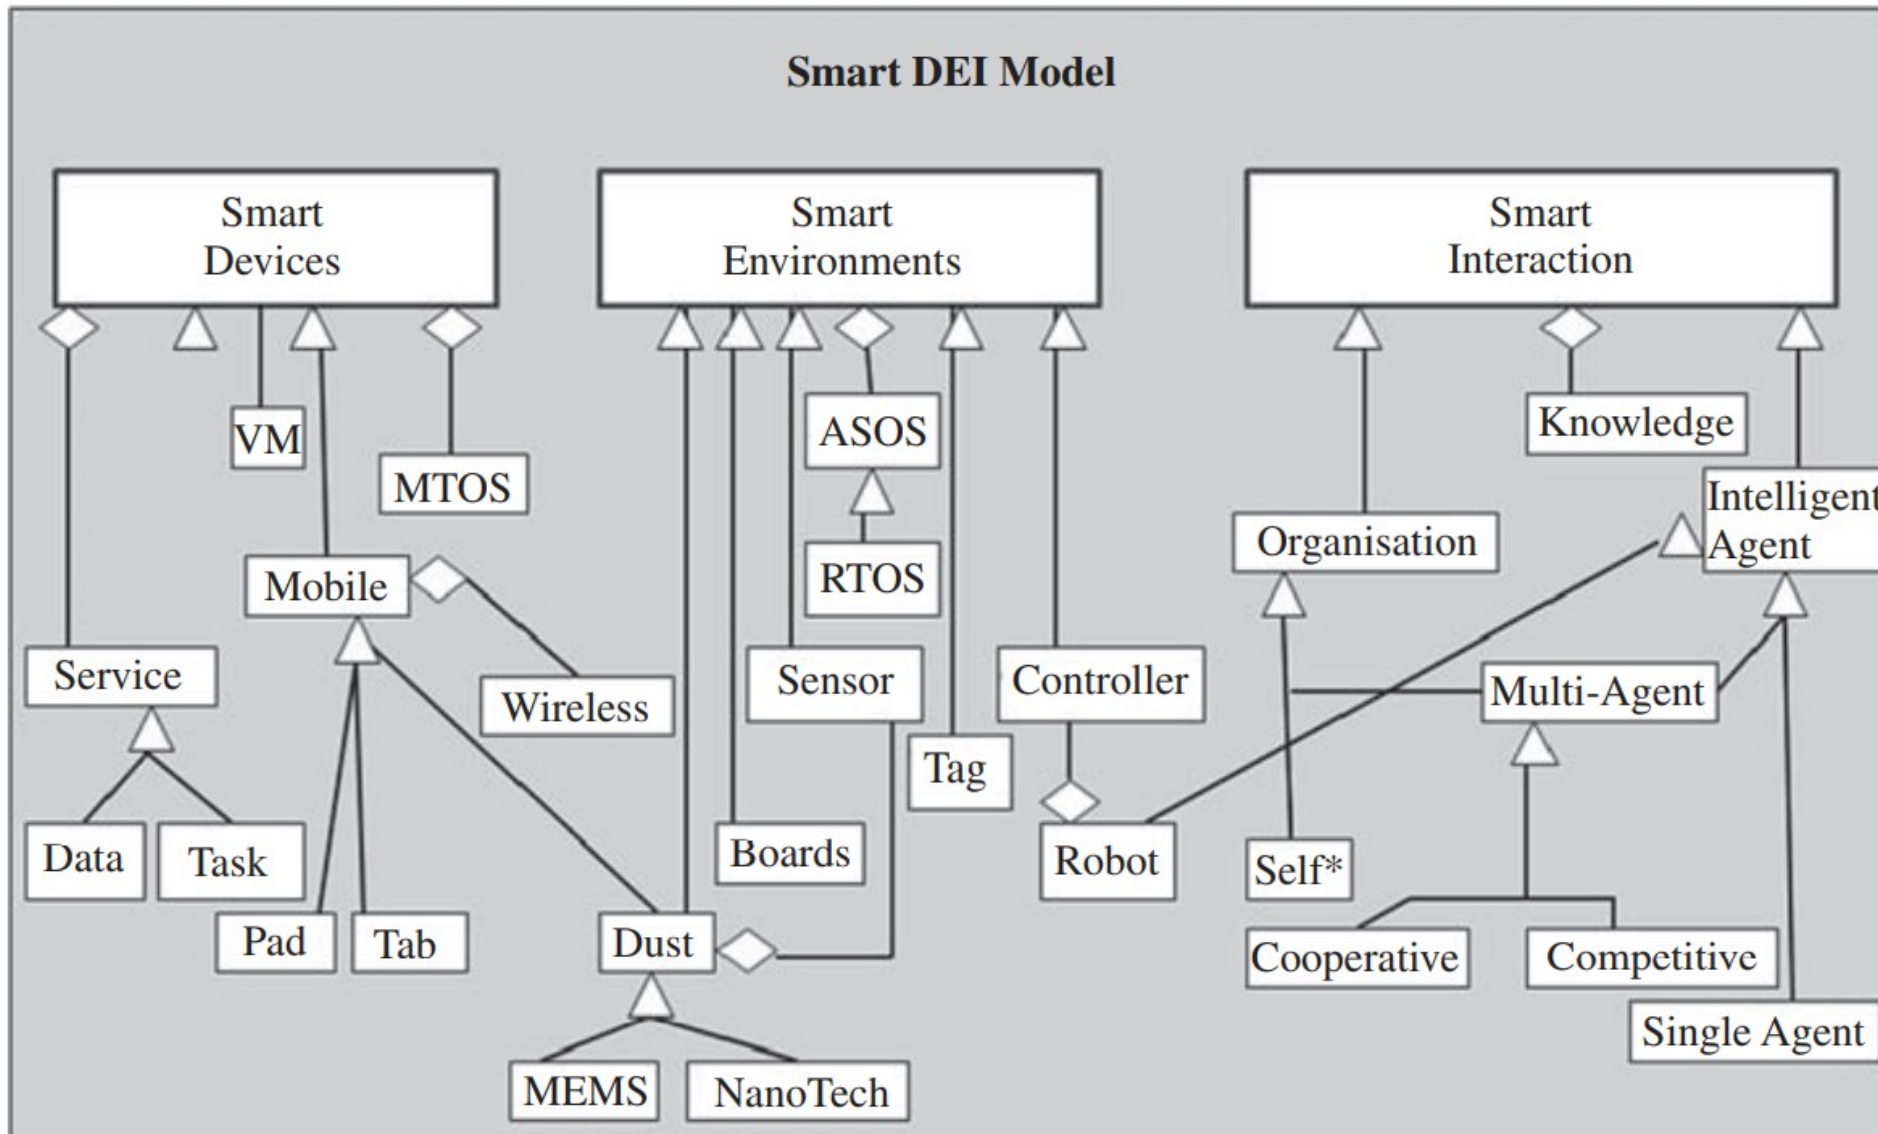 Smart DEI Model
Smart
Devices
Smart
Environments
Smart
Interaction
VM
MTOS
ASOS
Knowledge
Intelligent
Agent
Organisation
Mobile
RTOS
Service
Wireless
Sensor
Controller
Multi-Agent
Tag
Data
Task
Boards
Robot
Self*
Pad
Tab
Dust
Cooperative
Competitive
Single Agent
MEMS
NanoTech